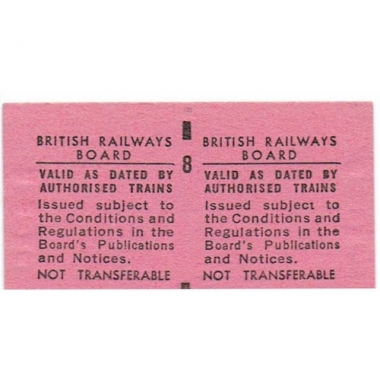 BRITISH RAILWAYS
BOARD
VALID AS DATED BY
AUTHORISED TRAINS
Issued subject to
the Conditions and
Regulations in the
Board's Publications
and Notices.
NOT TRANSFERABLE
8
BRITISH RAILWAYS
BOARD
VALID AS DATED BY
AUTHORISED TRAINS
Issued subject to
the Conditions and
Regulations in the
Board's Publications
and Notices.
NOT TRANSFERABLE